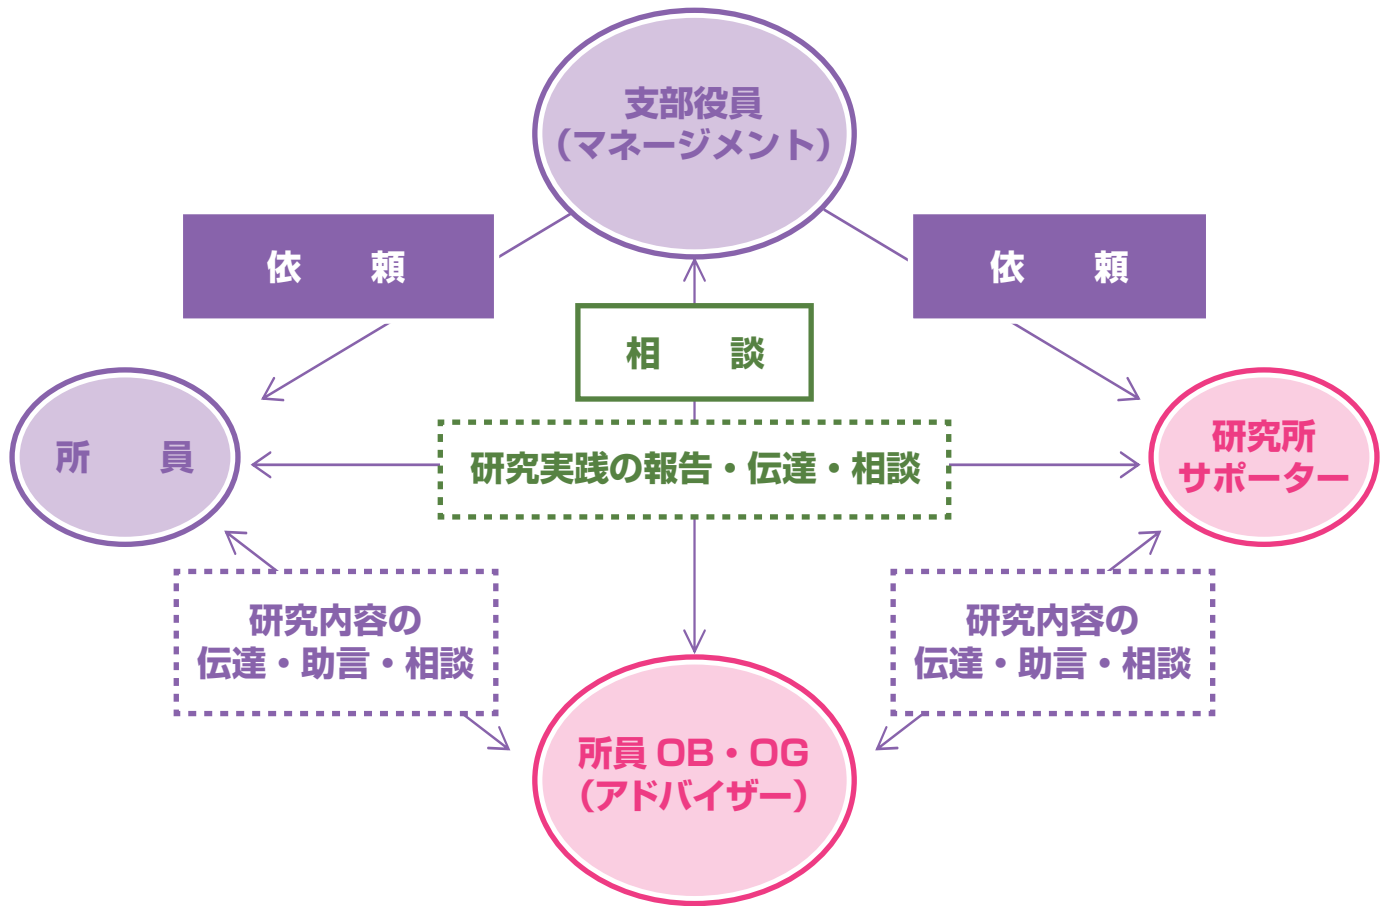 支部役員
（マネージメント）
依　　頼
依　　頼
相　　談
所　　員
研究実践の報告・伝達・相談
研究所
サポーター
研究内容の
伝達・助言・相談
研究内容の
伝達・助言・相談
所員 OB・OG
（アドバイザー）